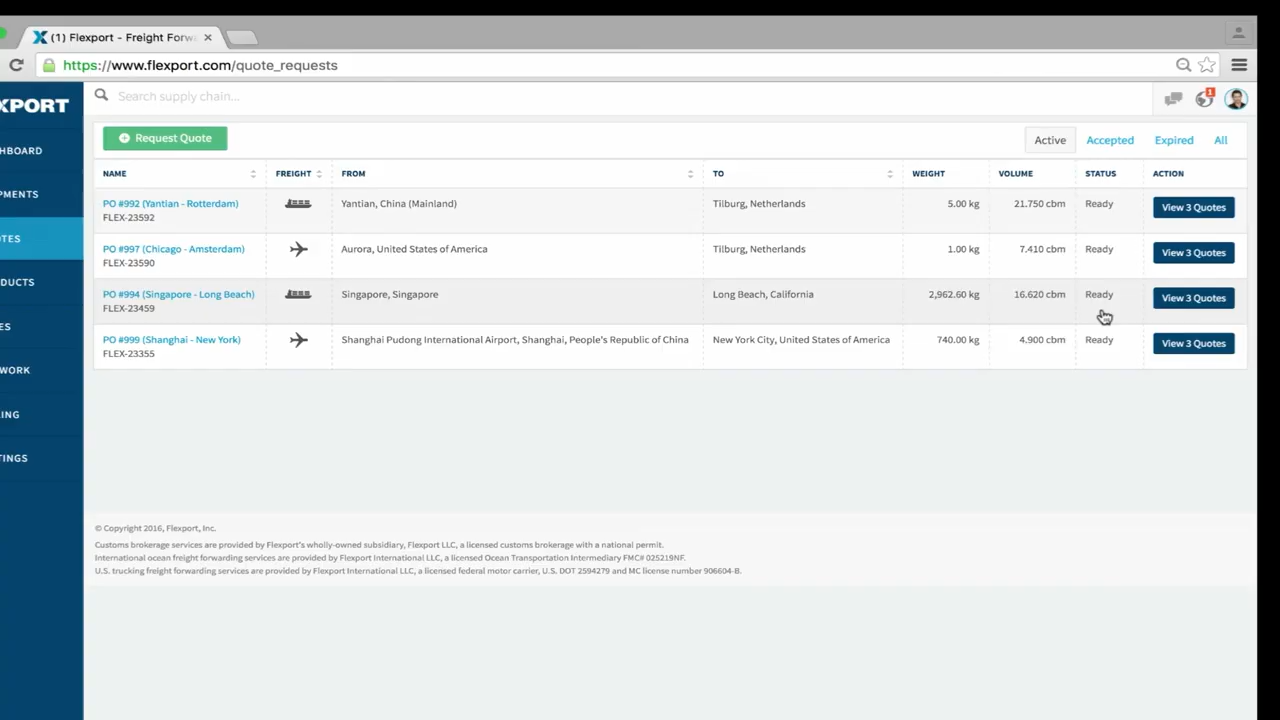 (1) Flexport - Freight Forw
https://www.flexport.com/quote_requests
XPORT
Search supply chain...
1
HBOARD
PMENTS
TES
DUCTS
ES
WORK
ING
TINGS
Request Quote
Active Accepted Expired All
NAME FREIGHT FROM TO WEIGHT VOLUME STATUS ACTION
PO #992 (Yantian - Rotterdam) Yantian, China (Mainland) Tilburg, Netherlands 5.00 kg 21.750 cbm Ready View 3 Quotes
FLEX-23592
PO #997 (Chicago - Amsterdam) Aurora, United States of America Tilburg, Netherlands 1.00 kg 7.410 cbm Ready View 3 Quotes
FLEX-23590
PO #994 (Singapore - Long Beach) Singapore, Singapore Long Beach, California 2,962.60 kg 16.620 cbm Ready View 3 Quotes
FLEX-23459
PO #999 (Shanghai - New York) Shanghai Pudong International Airport, Shanghai, People's Republic of China New York City, United States of America 740.00 kg 4.900 cbm Ready View 3 Quotes
FLEX-23355
© Copyright 2016, Flexport, Inc.
Customs brokerage services are provided by Flexport's wholly-owned subsidiary, Flexport LLC, a licensed customs brokerage with a national permit.
International ocean freight forwarding services are provided by Flexport International LLC, a licensed Ocean Transportation Intermediary FMC# 025219NF.
U.S. trucking freight forwarding services are provided by Flexport International LLC, a licensed federal motor carrier, U.S. DOT 2594279 and MC license number 906604-B.